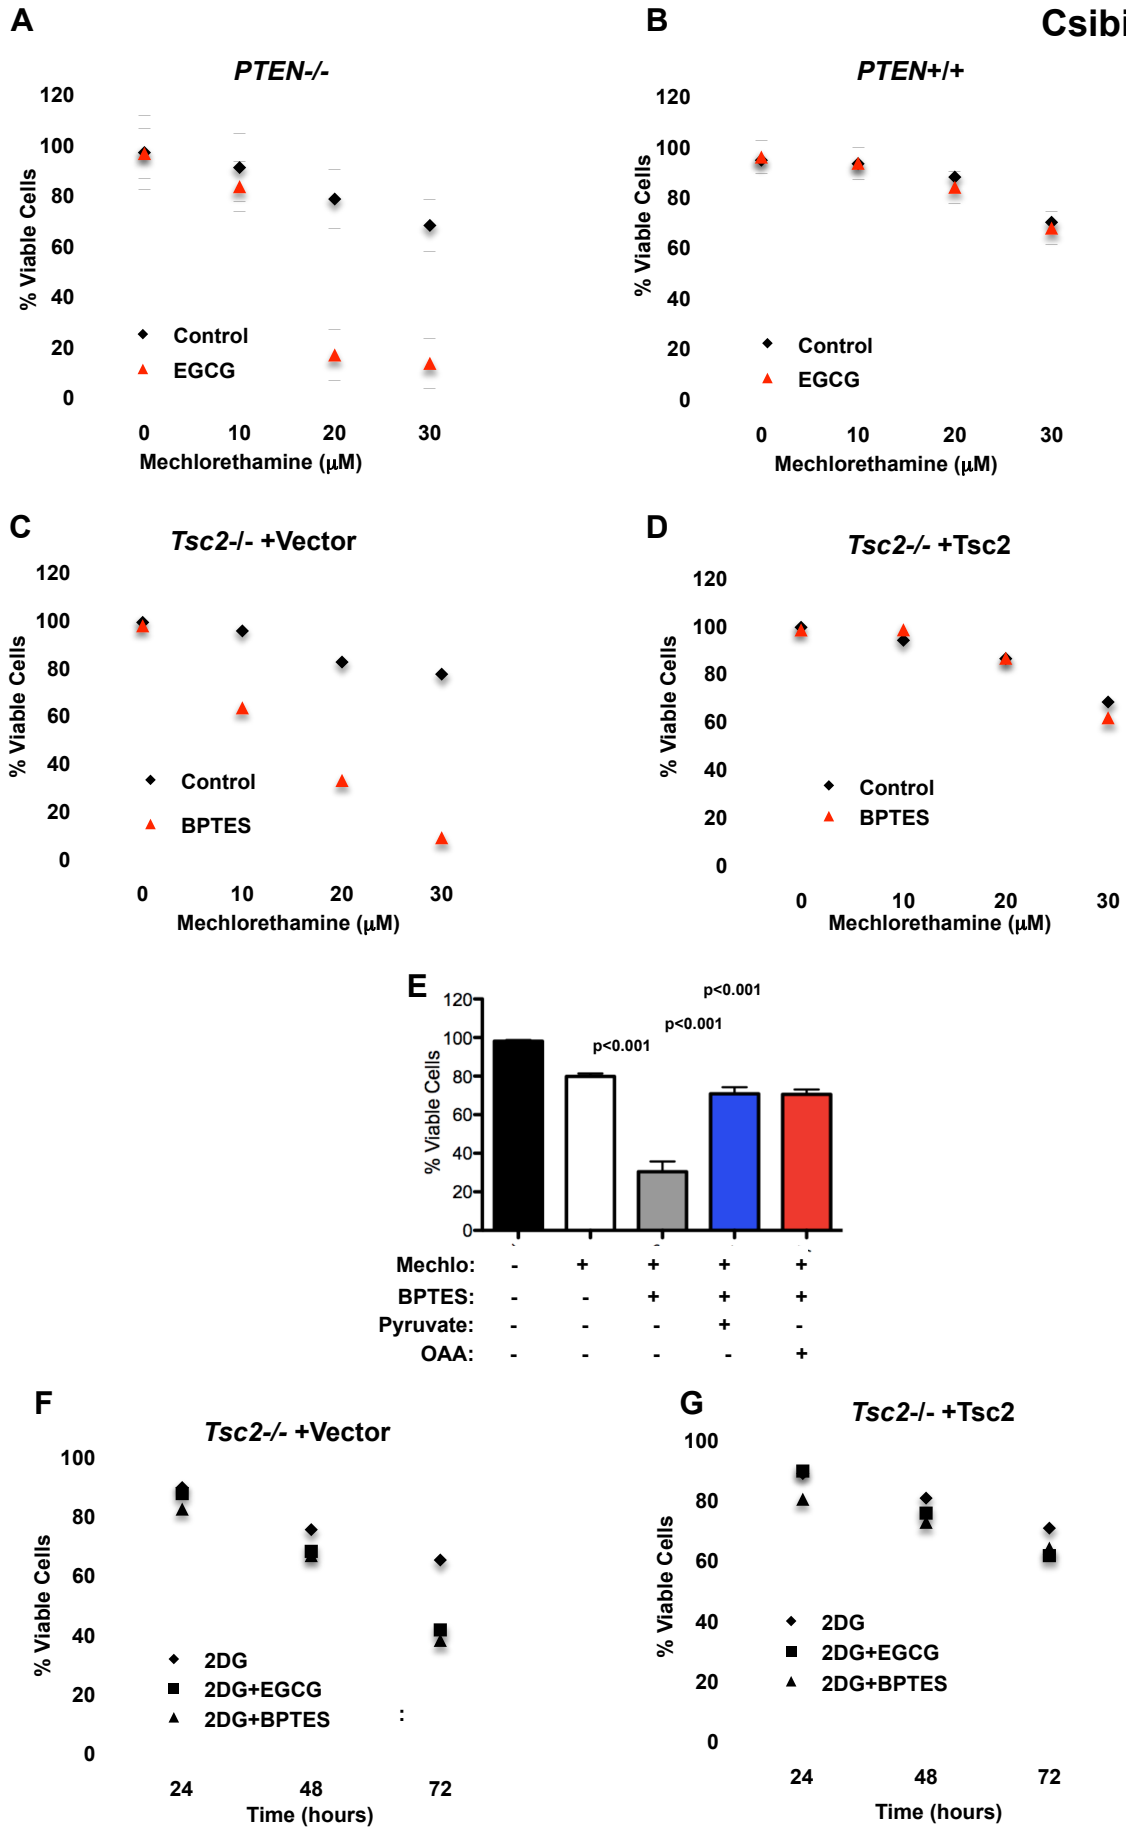 A
B
Csibi
PTEN-/-
PTEN+/+
120
100
80
60
40
20
0
% Viable Cells
Control
EGCG
0 10 20 30
Mechlorethamine (μM)
120
100
80
60
40
20
0
% Viable Cells
Control
EGCG
0 10 20 30
Mechlorethamine (μM)
C
Tsc2-/- +Vector
120
100
80
60
40
20
0
% Viable Cells
Control
BPTES
0 10 20 30
Mechlorethamine (μM)
D
Tsc2-/- +Tsc2
120
100
80
60
40
20
0
% Viable Cells
Control
BPTES
0 10 20 30
Mechlorethamine (μM)
E
120
100
80
60
40
20
0
% Viable Cells
p<0.001
p<0.001
p<0.001
Mechlo: - + + + +
BPTES: - - + + +
Pyruvate: - - - + -
OAA: - - - - +
F
Tsc2-/- +Vector
100
80
60
40
20
0
% Viable Cells
2DG
2DG+EGCG
2DG+BPTES
:
24 48 72
Time (hours)
G
Tsc2-/- +Tsc2
100
80
60
40
20
0
% Viable Cells
2DG
2DG+EGCG
2DG+BPTES
24 48 72
Time (hours)